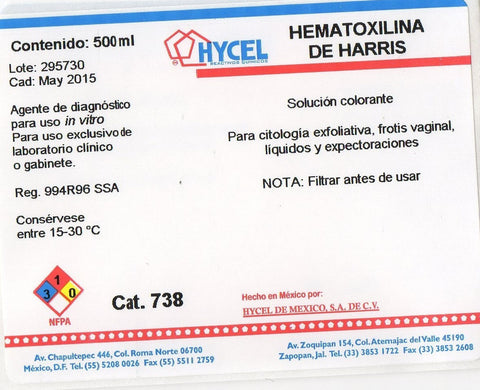 Contenido: 500ml
Lote: 295730
Cad: May 2015
Agente de diagnóstico
para uso in vitro
Para uso exclusivo de
laboratorio clínico
o gabinete.
Reg. 994R96 SSA
Consérvese
entre 15-30 °C
HYCEL
REACTIVOS QUIMICOS
HEMATOXILINA
DE HARRIS
Solución colorante
Para citología exfoliativa, frotis vaginal,
líquidos y expectoraciones
NOTA: Filtrar antes de usar
1
3
0
NFPA
Cat. 738
Hecho en México por:
HYCEL DE MEXICO, S.A. DE C.V.
Av. Chapultepec 446, Col. Roma Norte 06700
México, D.F. Tel. (55) 5208 0026 Fax (55) 5511 2759
Av. Zoquipan 154, Col. Atemajac del Valle 45190
Zapopan, Jal. Tel. (33) 3853 1722 Fax (33) 3853 2608